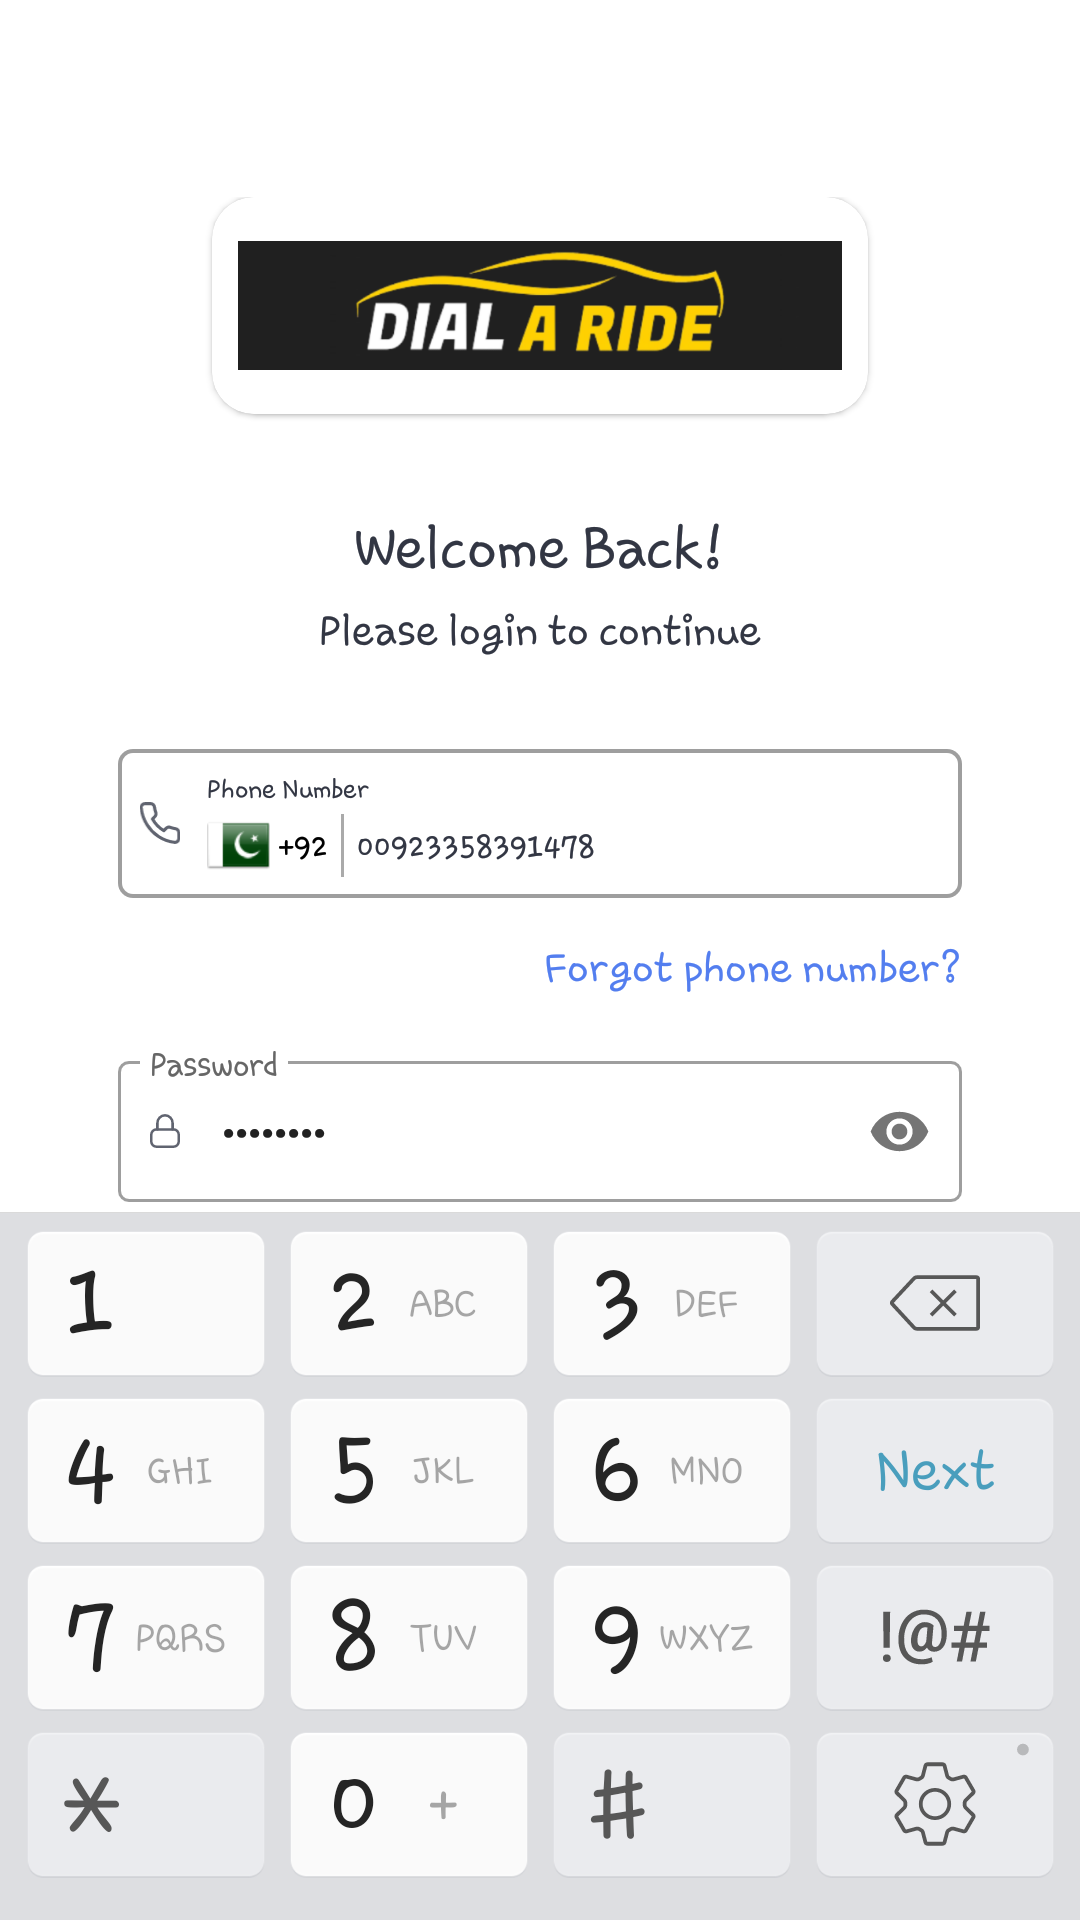 DIAL A RIDE
Welcome Back!
Please login to continue
Phone Number
+92 00923358391478
Forgot phone number?
Password
••••••••
1 2 ABC 3 DEF
4 GHI 5 JKL 6 MNO Next
7 PQRS 8 TUV 9 WXYZ !@#
* 0 + #